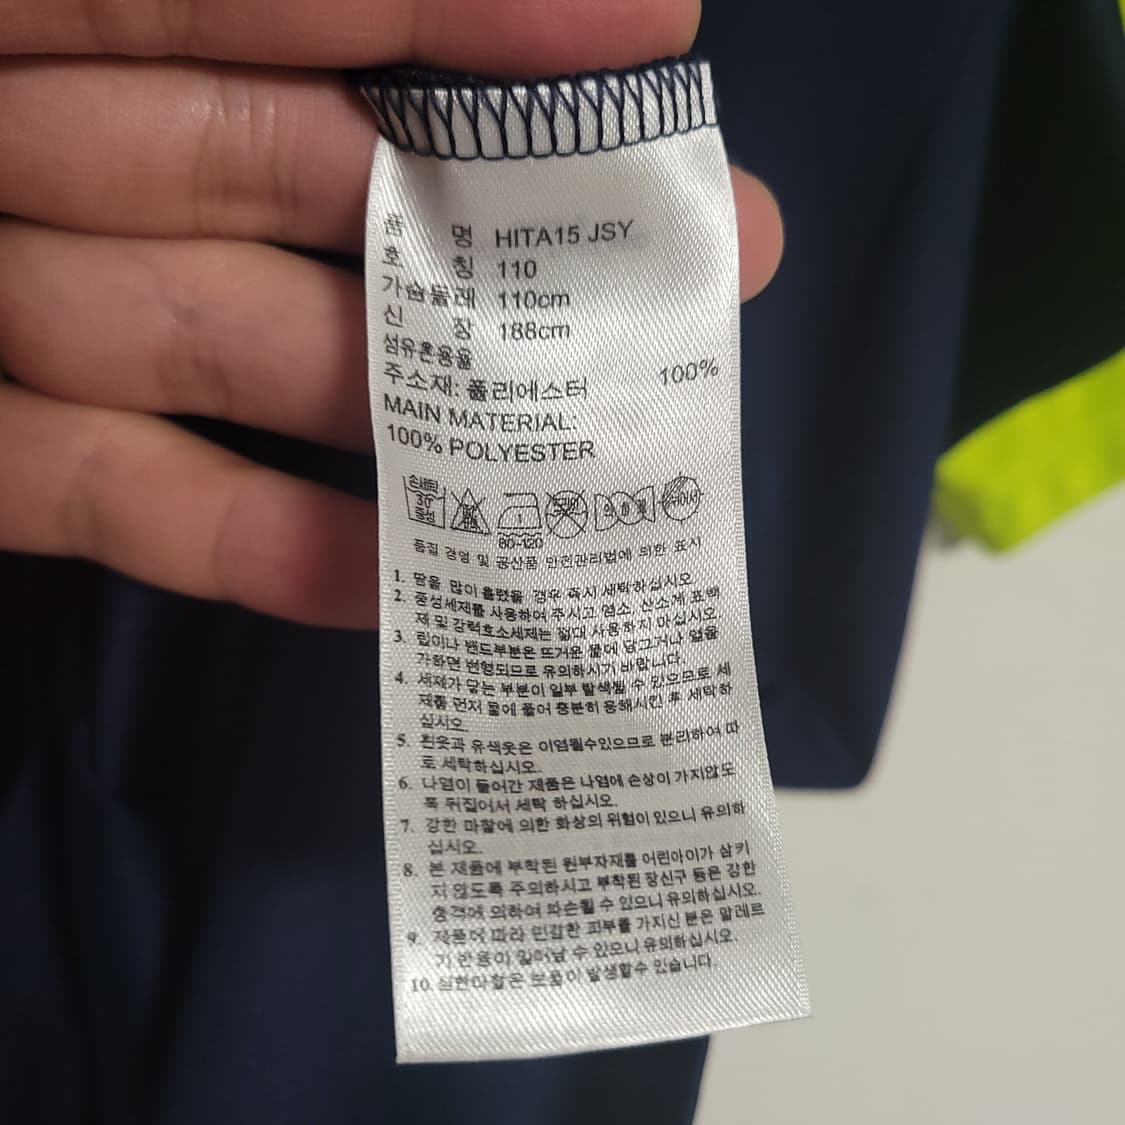 품 명 HITA15 JSY
호 칭 110
가슴둘레 110cm
신 장 188cm
섬유혼용율
주소재: 폴리에스터 100%
MAIN MATERIAL:
100% POLYESTER
손세탁
30
중성
1
80-120
품질 경영 및 공산품 안전관리법에 의한 표시
1. 땀을 많이 흘렸을 경우 즉시 세탁하십시오
2. 중성세제를 사용하여 주시고 염소, 산소계 표백
제 및 강력효소세제는 절대 사용하지 마십시오
3. 립이나 밴드부분은 뜨거운 물에 담그거나 열을
가하면 변형되므로 유의하시기 바랍니다.
4. 세제가 닿는 부분이 일부 탈색될 수 있으므로 세
제를 먼저 물에 풀어 충분히 용해시킨 후 세탁하
십시오.
5. 흰옷과 유색옷은 이염될수있으므로 분리하여 따
로 세탁하십시오.
6. 나염이 들어간 제품은 나염에 손상이 가지않도
록 뒤집어서 세탁 하십시오.
7. 강한 마찰에 의한 화상의 위험이 있으니 유의하
십시오.
8. 본 제품에 부착된 원부자재를 어린아이가 삼키
지 않도록 주의하시고 부착된 장신구 등은 강한
충격에 의하여 파손될 수 있으니 유의하십시오.
9. 제품에 따라 민감한 피부를 가지신 분은 알레르
기 반응이 일어날 수 있으니 유의하십시오.
10. 심한마찰은 보풀이 발생할수 있습니다.